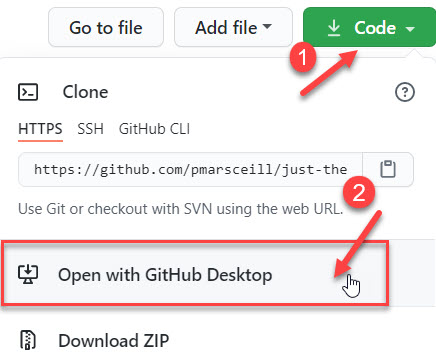 Go to file
Add file
Code
1
Clone
HTTPS SSH GitHub CLI
https://github.com/pmarsceill/just-the
2
Use Git or checkout with SVN using the web URL.
Open with GitHub Desktop
Download ZIP